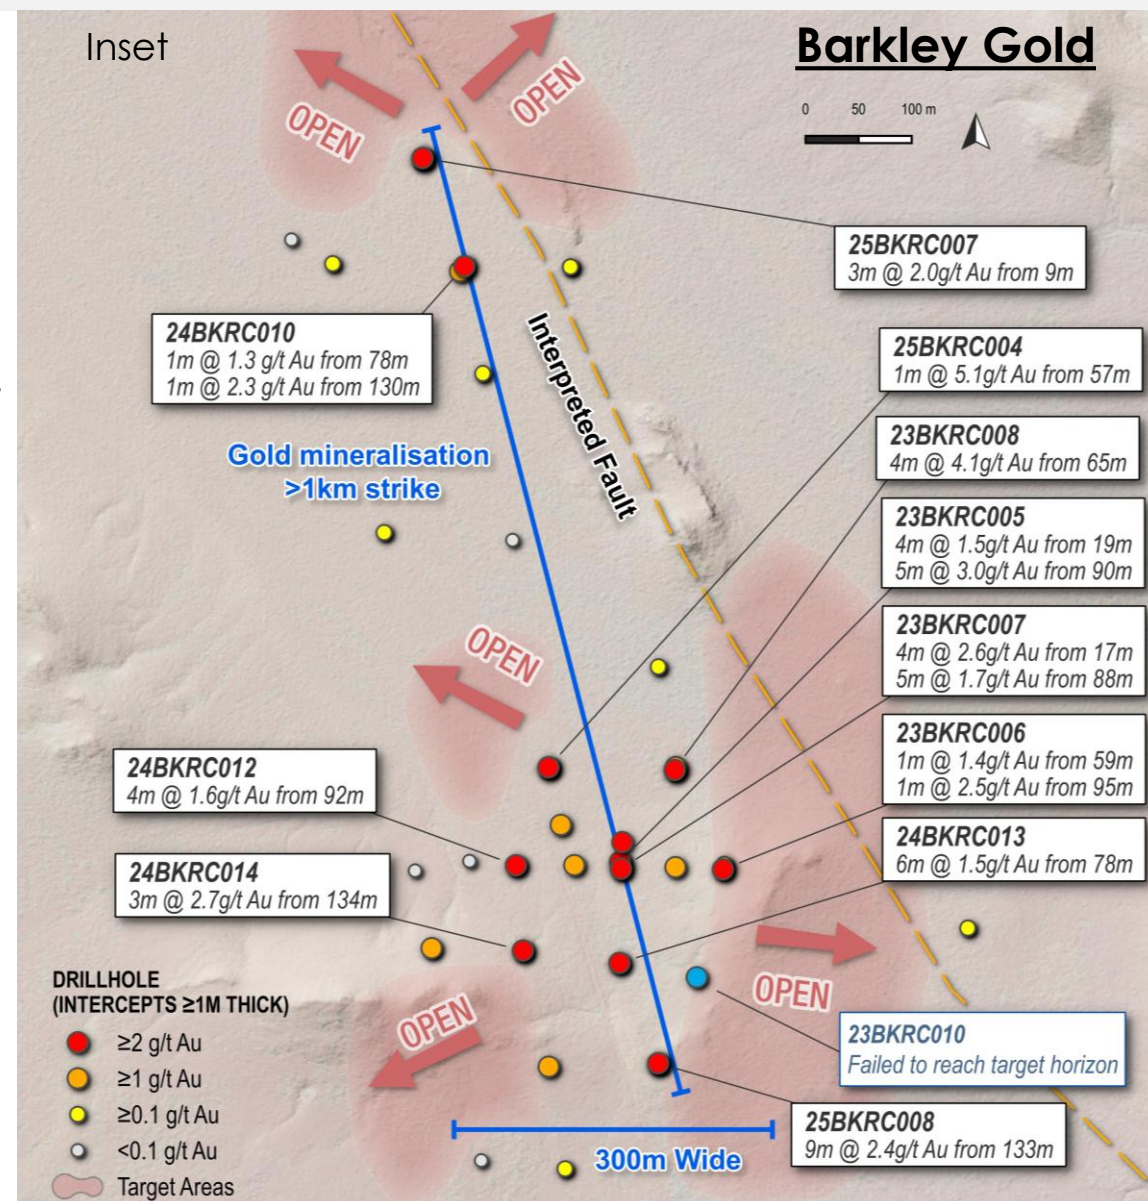 Inset
Barkley Gold
0 50 100 m
OPEN
OPEN
25BKRC007
3m @ 2.0g/t Au from 9m
24BKRC010
1m @ 1.3 g/t Au from 78m
1m @ 2.3 g/t Au from 130m
Interpreted Fault
25BKRC004
1m @ 5.1g/t Au from 57m
23BKRC008
4m @ 4.1g/t Au from 65m
Gold mineralisation
>1km strike
23BKRC005
4m @ 1.5g/t Au from 19m
5m @ 3.0g/t Au from 90m
23BKRC007
4m @ 2.6g/t Au from 17m
5m @ 1.7g/t Au from 88m
OPEN
23BKRC006
1m @ 1.4g/t Au from 59m
1m @ 2.5g/t Au from 95m
24BKRC012
4m @ 1.6g/t Au from 92m
24BKRC013
6m @ 1.5g/t Au from 78m
24BKRC014
3m @ 2.7g/t Au from 134m
OPEN
OPEN
23BKRC010
Failed to reach target horizon
25BKRC008
9m @ 2.4g/t Au from 133m
300m Wide
DRILLHOLE
(INTERCEPTS ≥1M THICK)
≥2 g/t Au
≥1 g/t Au
≥0.1 g/t Au
<0.1 g/t Au
Target Areas